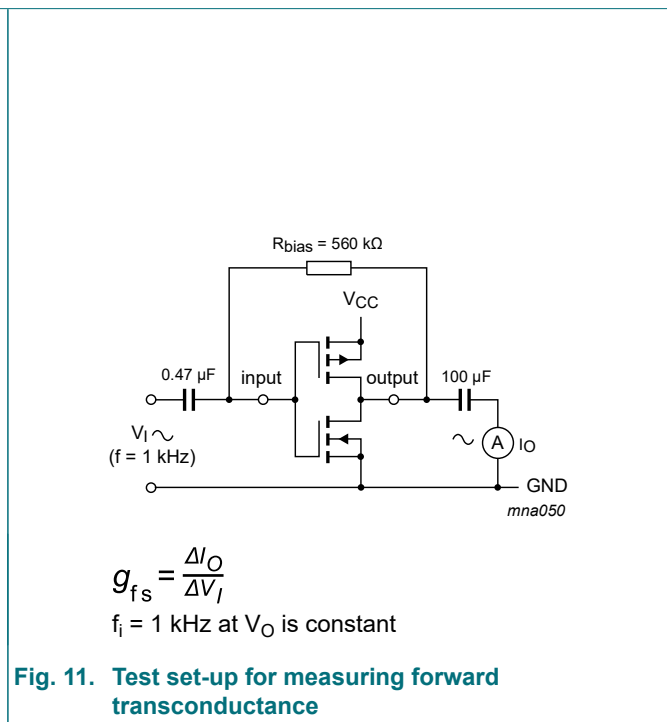 Rbias = 560 kΩ
VCC
0.47 µF
input
output
100 µF
VI ~
(f = 1 kHz)
~
A
IO
GND
mna050
gfs = ΔIO / ΔVI
fi = 1 kHz at VO is constant
Fig. 11. Test set-up for measuring forward
transconductance